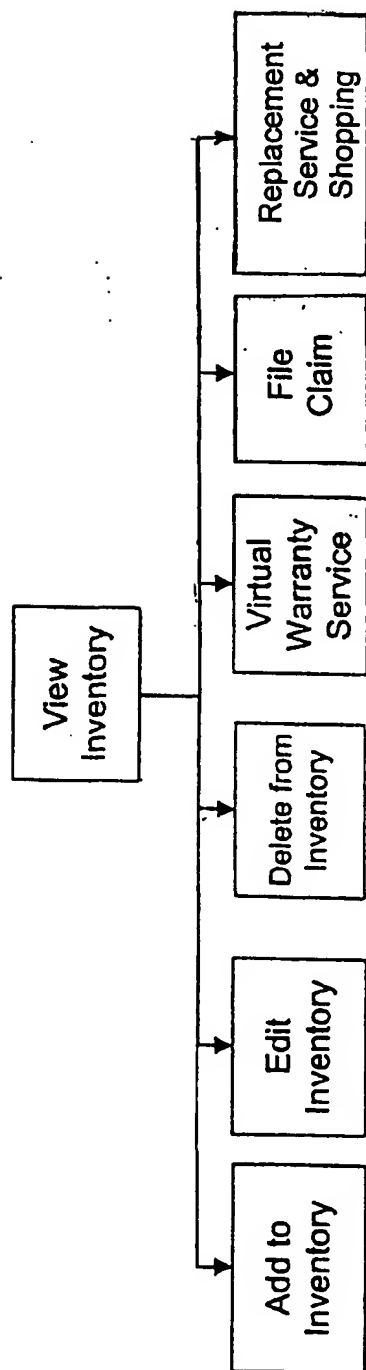 View
Inventory
Add to
Inventory
Edit
Inventory
Delete from
Inventory
Virtual
Warranty
Service
File
Claim
Replacement
Service &
Shopping